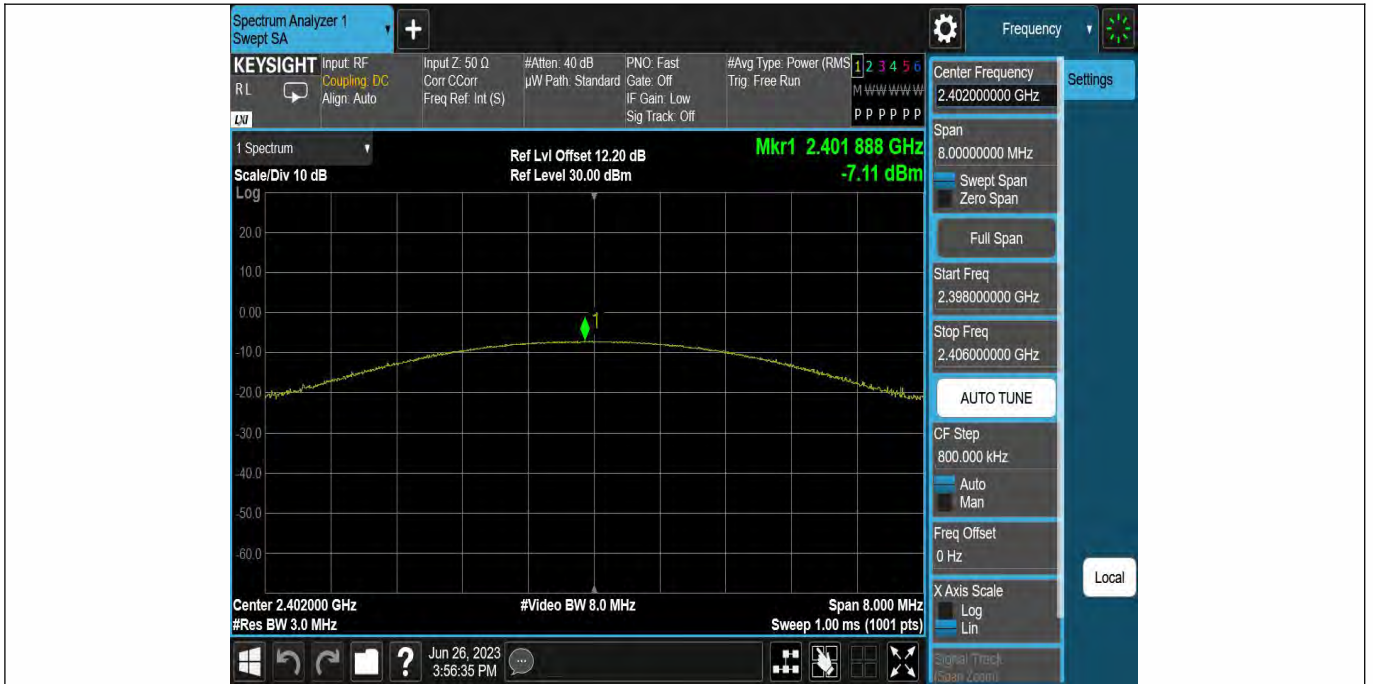 Spectrum Analyzer 1
Swept SA
+
Frequency
KEYSIGHT
RL
LXI
Input: RF
Coupling: DC
Align: Auto
Input Z: 50 Ω
Corr CCorr
Freq Ref: Int (S)
#Atten: 40 dB
µW Path: Standard
PNO: Fast
Gate: Off
IF Gain: Low
Sig Track: Off
#Avg Type: Power (RMS
Trig: Free Run
1 2 3 4 5 6
M W W W W W
P P P P P P
1 Spectrum
Scale/Div 10 dB
Log
Ref Lvl Offset 12.20 dB
Ref Level 30.00 dBm
Mkr1 2.401 888 GHz
-7.11 dBm
20.0
10.0
0.00
-10.0
-20.0
-30.0
-40.0
-50.0
-60.0
1
Center 2.402000 GHz
#Res BW 3.0 MHz
#Video BW 8.0 MHz
Span 8.000 MHz
Sweep 1.00 ms (1001 pts)
Center Frequency
2.402000000 GHz
Settings
Span
8.00000000 MHz
Swept Span
Zero Span
Full Span
Start Freq
2.398000000 GHz
Stop Freq
2.406000000 GHz
AUTO TUNE
CF Step
800.000 kHz
Auto
Man
Freq Offset
0 Hz
X Axis Scale
Log
Lin
Signal Track
(Span Zoom)
Local
?
Jun 26, 2023
3:56:35 PM